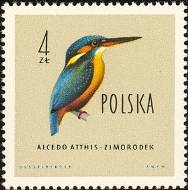 4
ZŁ
POLSKA
ALCEDO ATTHIS - ZIMORODEK